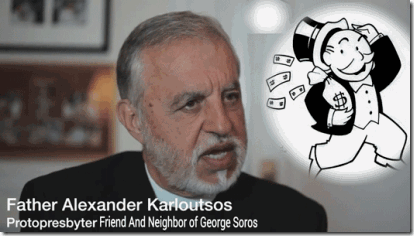 $
Father Alexander Karloutsos
Protopresbyter Friend And Neighbor of George Soros